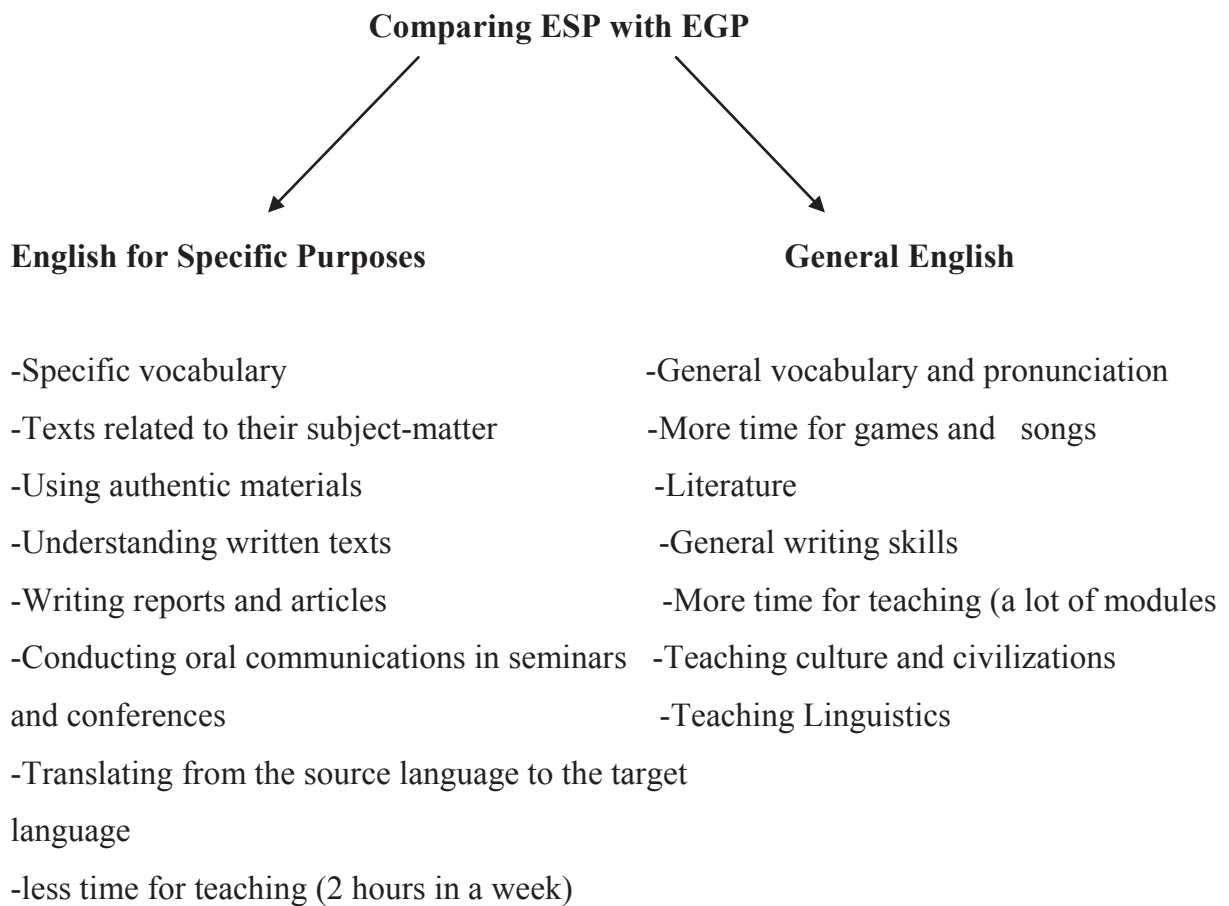 Comparing ESP with EGP
English for Specific Purposes
-Specific vocabulary
-Texts related to their subject-matter
-Using authentic materials
-Understanding written texts
-Writing reports and articles
-Conducting oral communications in seminars
and conferences
-Translating from the source language to the target
language
-less time for teaching (2 hours in a week)
General English
-General vocabulary and pronunciation
-More time for games and songs
-Literature
-General writing skills
-More time for teaching (a lot of modules
-Teaching culture and civilizations
-Teaching Linguistics